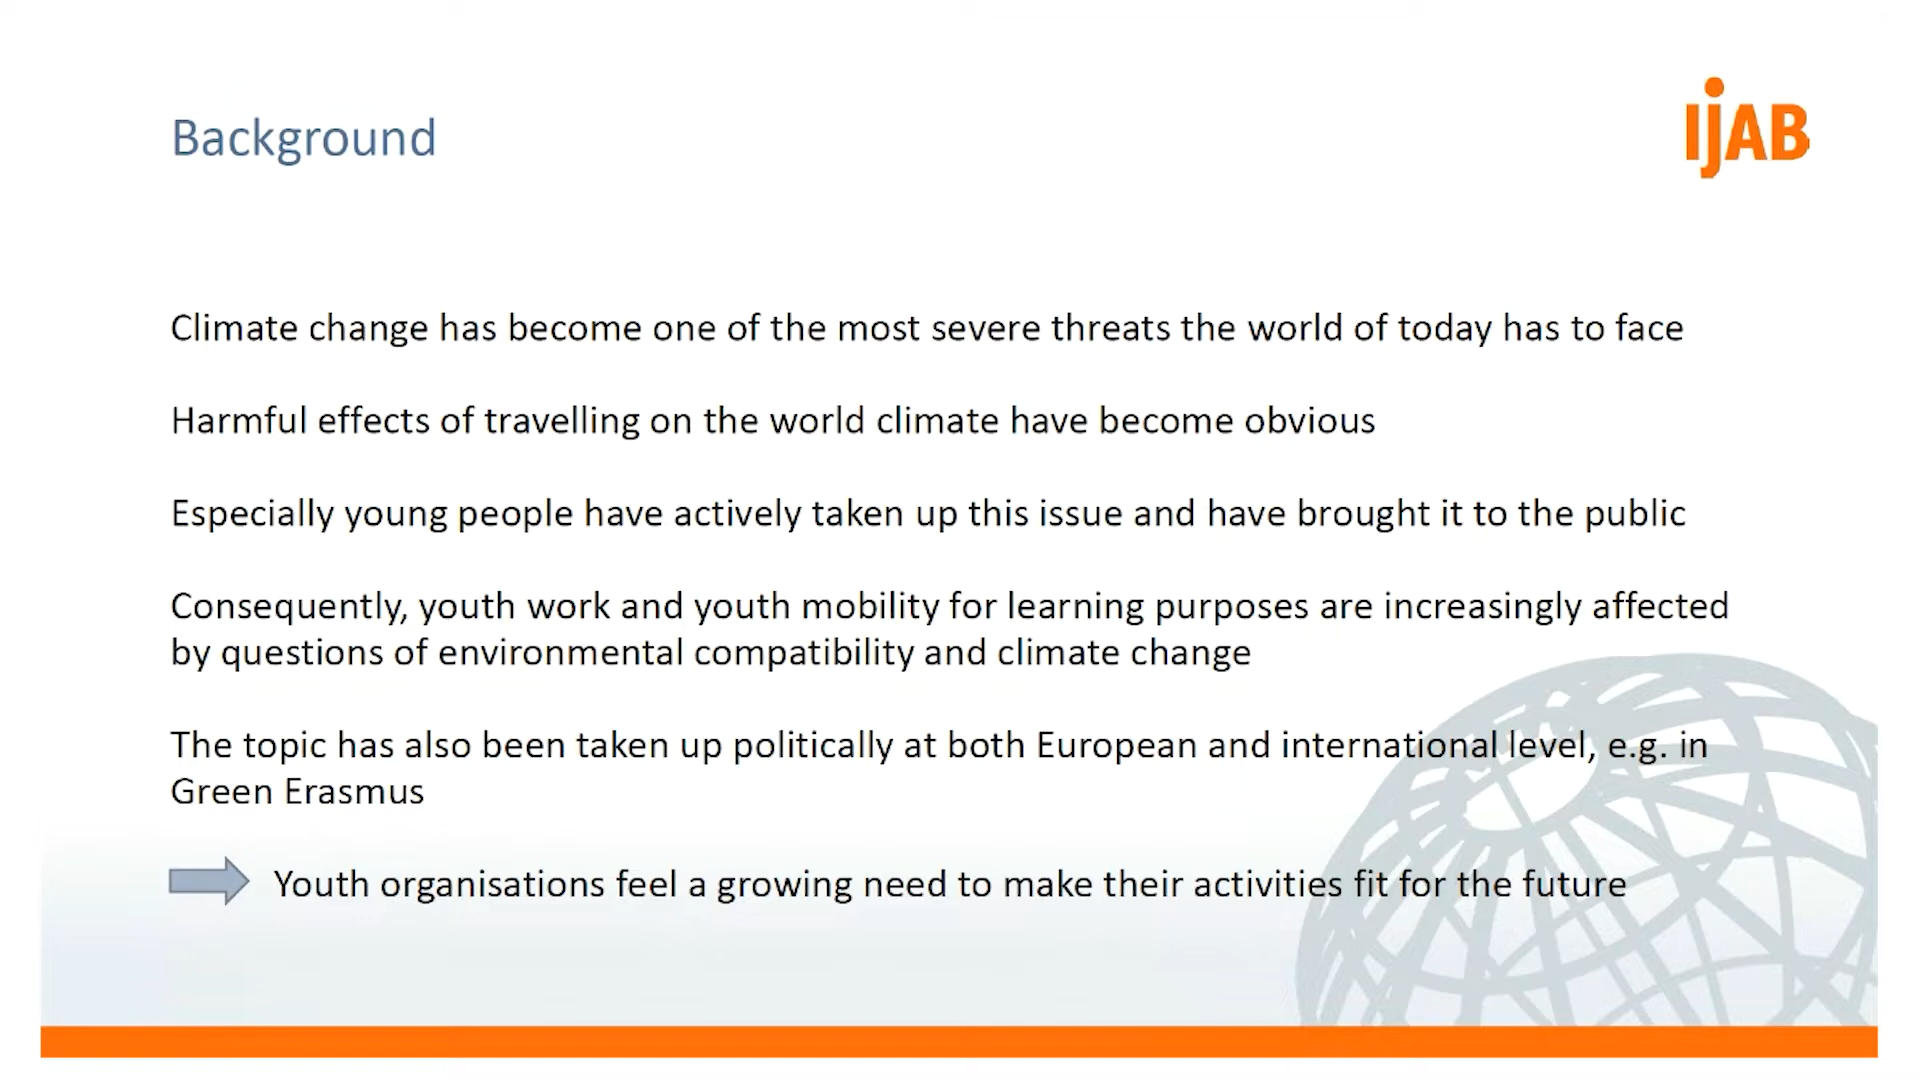 Background
IjAB
Climate change has become one of the most severe threats the world of today has to face
Harmful effects of travelling on the world climate have become obvious
Especially young people have actively taken up this issue and have brought it to the public
Consequently, youth work and youth mobility for learning purposes are increasingly affected
by questions of environmental compatibility and climate change
The topic has also been taken up politically at both European and international level, e.g. in
Green Erasmus
Youth organisations feel a growing need to make their activities fit for the future